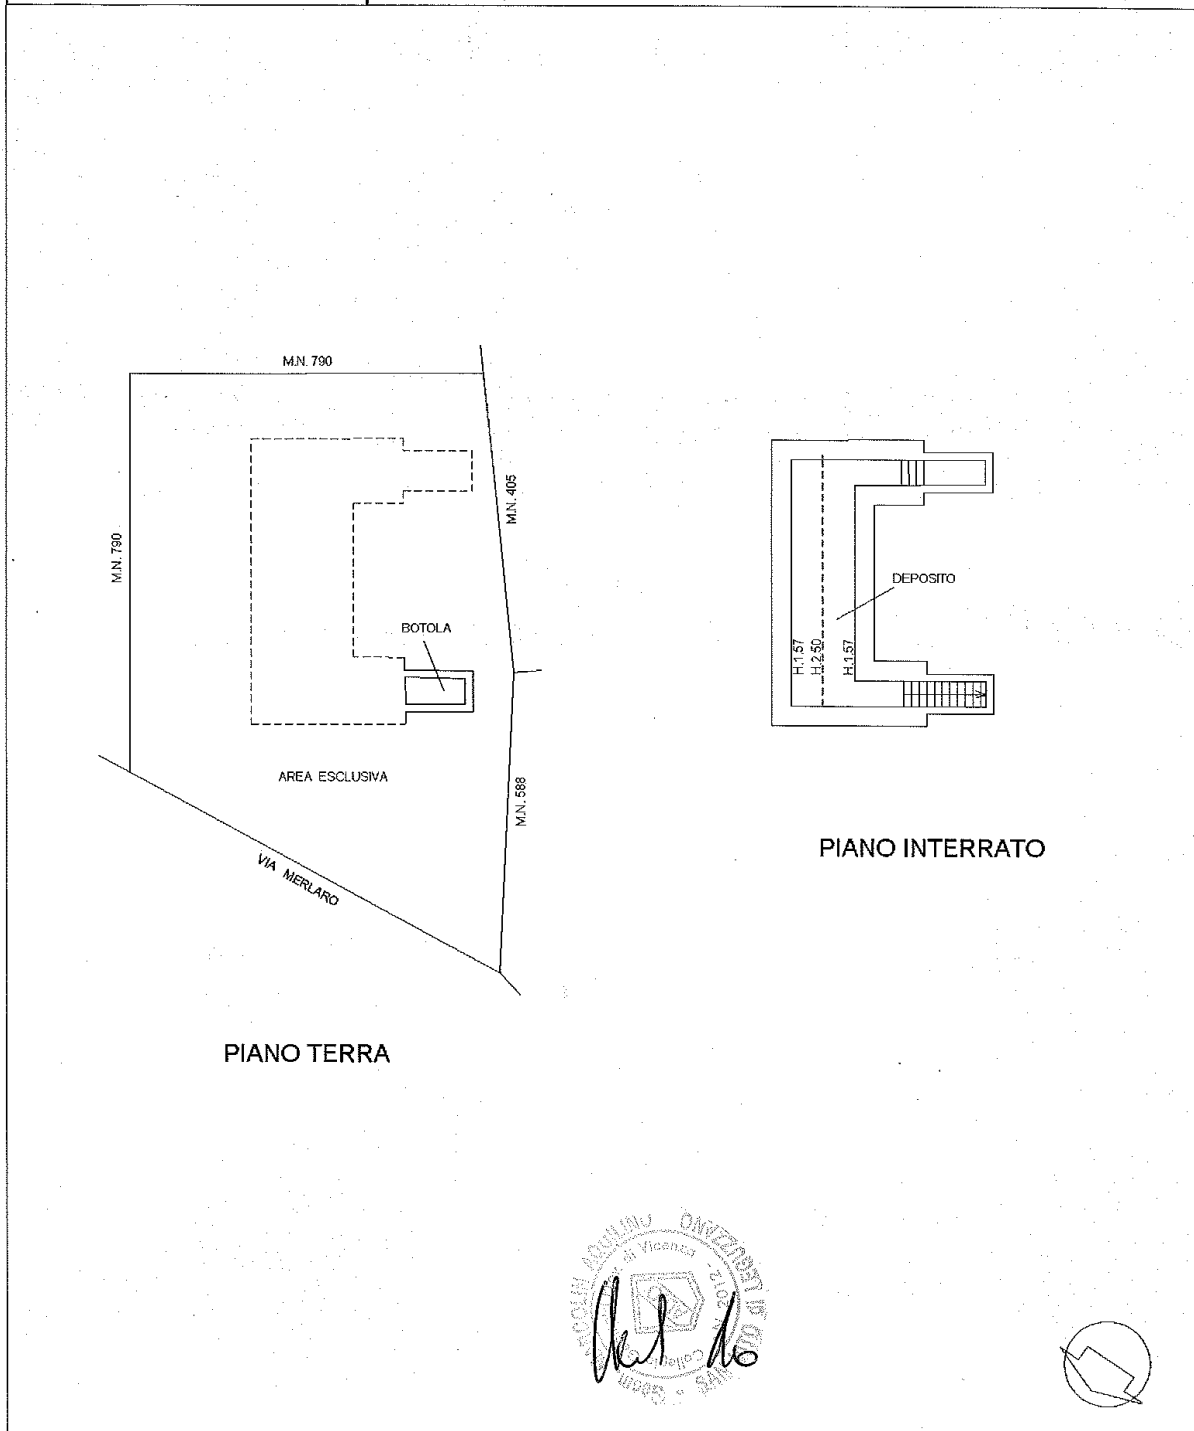 M.N. 790
M.N. 405
M.N. 790
DEPOSITO
BOTOLA
H.1.57
H.2.50
H.1.57
AREA ESCLUSIVA
M.N. 588
VIA MERLARO
PIANO INTERRATO
PIANO TERRA
di Vicenza